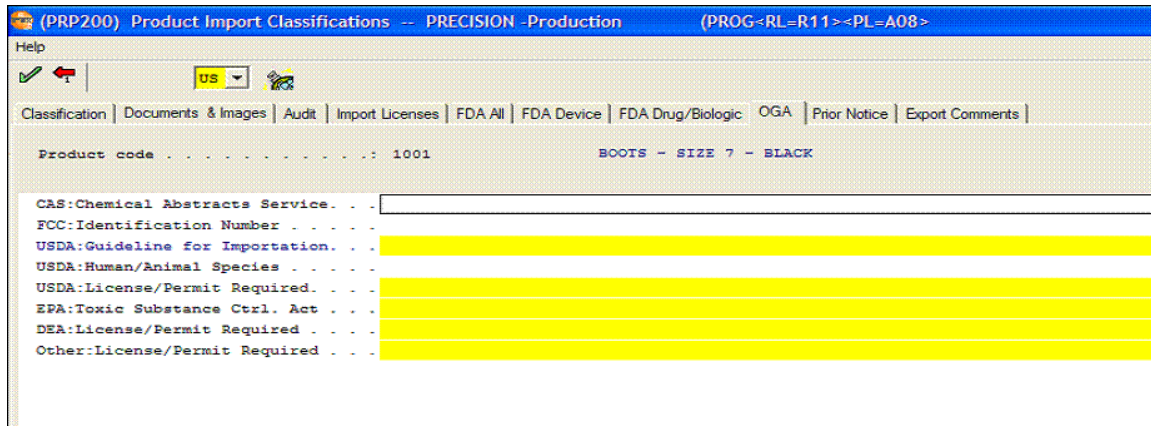 (PRP200) Product Import Classifications -- PRECISION -Production (PROG<RL=R11><PL=A08>
Help
US
Classification | Documents & Images | Audit | Import Licenses | FDA All | FDA Device | FDA Drug/Biologic | OGA | Prior Notice | Export Comments |
Product code . . . . . . . . . . .: 1001 BOOTS - SIZE 7 - BLACK
CAS:Chemical Abstracts Service. . .
FCC:Identification Number . . . . .
USDA:Guideline for Importation. . .
USDA:Human/Animal Species . . . . .
USDA:License/Permit Required. . . .
EPA:Toxic Substance Ctrl. Act . . .
DEA:License/Permit Required . . . .
Other:License/Permit Required . . .